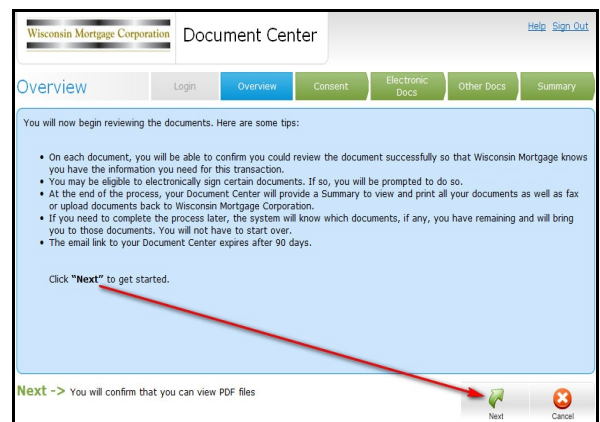 Wisconsin Mortgage Corporation
Document Center
Help Sign Out
Overview
Login
Overview
Consent
Electronic
Docs
Other Docs
Summary
You will now begin reviewing the documents. Here are some tips:
• On each document, you will be able to confirm you could review the document successfully so that Wisconsin Mortgage knows
you have the information you need for this transaction.
• You may be eligible to electronically sign certain documents. If so, you will be prompted to do so.
• At the end of the process, your Document Center will provide a Summary to view and print all your documents as well as fax
or upload documents back to Wisconsin Mortgage Corporation.
• If you need to complete the process later, the system will know which documents, if any, you have remaining and will bring
you to those documents. You will not have to start over.
• The email link to your Document Center expires after 90 days.
Click "Next" to get started.
Next -> You will confirm that you can view PDF files
Next
Cancel